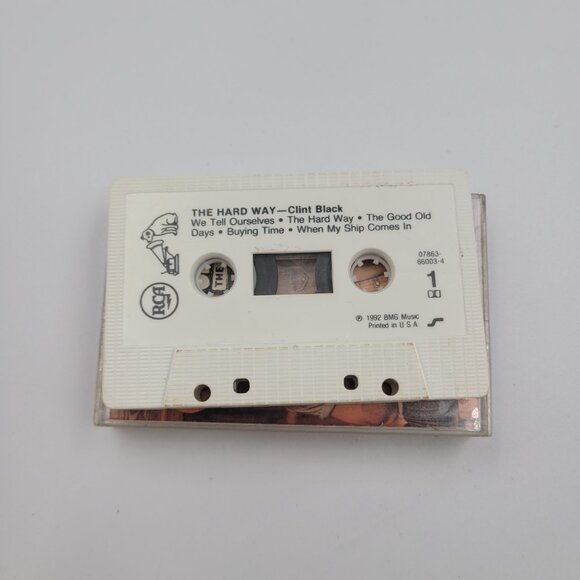 THE HARD WAY—Clint Black
We Tell Ourselves • The Hard Way • The Good Old
Days • Buying Time • When My Ship Comes In
07863-
66003-4
1
RCA
THE
℗ 1992 BMG Music
Printed in U S A